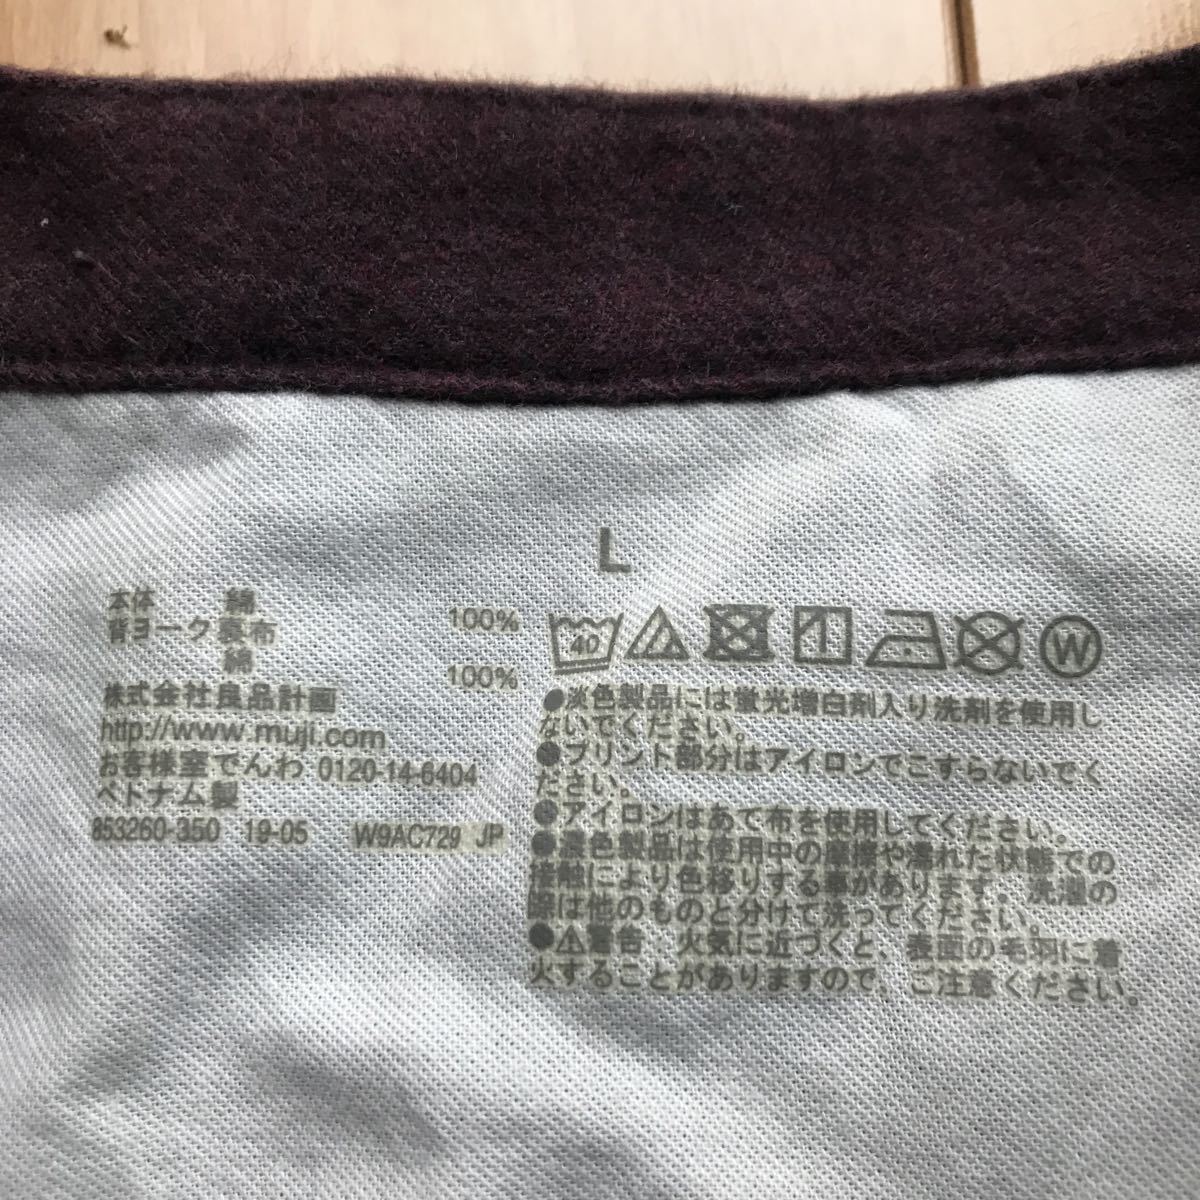 L
本体 綿 100%
背ヨーク裏布
綿 100%
株式会社良品計画
http://www.muji.com
お客様室でんわ 0120-14-6404
ベトナム製
853260-350 19-05 W9AC729 JP
40
1
W
●淡色製品には蛍光増白剤入り洗剤を使用し
ないでください。
●プリント部分はアイロンでこすらないでく
ださい。
●アイロンはあて布を使用してください。
●濃色製品は使用中の摩擦や濡れた状態での
接触により色移りする事があります。洗濯の
際は他のものと分けて洗ってください。
●⚠警告:火気に近づくと、表面の毛羽に着
火することがありますので、ご注意ください。